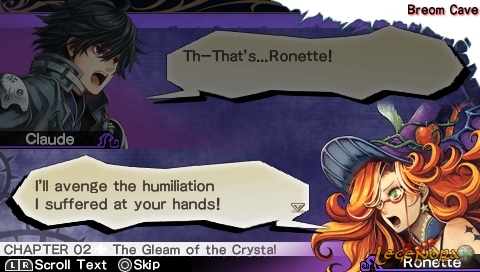 Breom Cave
Th-That's...Ronette!
Claude
I'll avenge the humiliation
I suffered at your hands!
CHAPTER 02 The Gleam of the Crystal
Legendra
Ronette
L R Scroll Text Skip